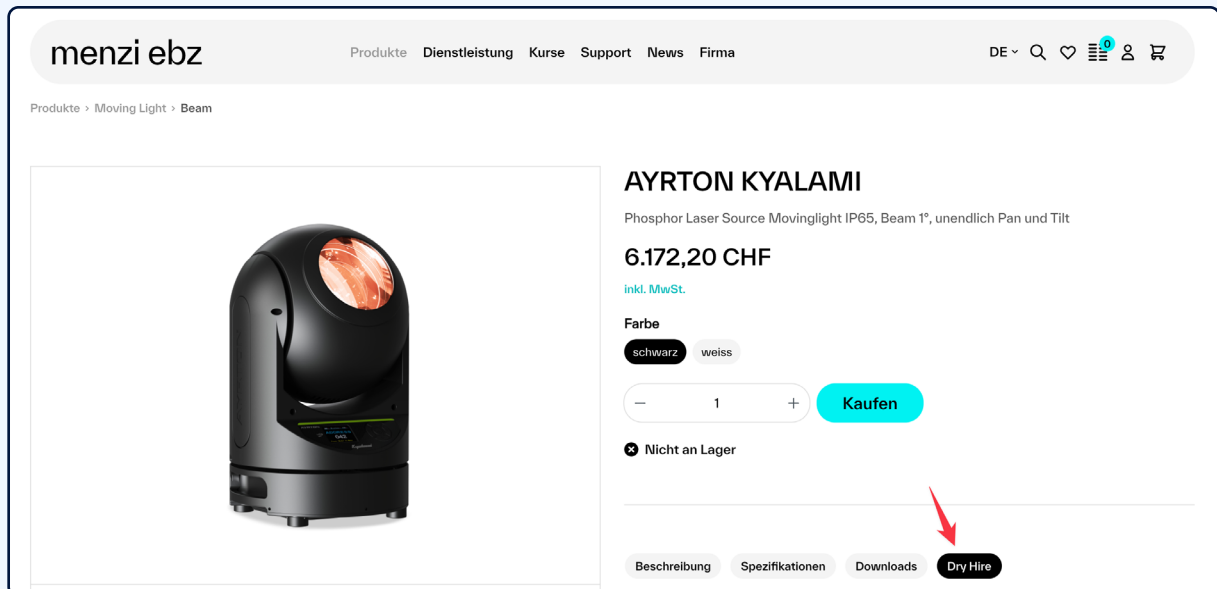 menzi ebz
Produkte Dienstleistung Kurse Support News Firma
DE 0
Produkte > Moving Light > Beam
AYRTON KYALAMI
Phosphor Laser Source Movinglight IP65, Beam 1°, unendlich Pan und Tilt
6.172,20 CHF
inkl. MwSt.
Farbe
schwarz weiss
− 1 +
Kaufen
Nicht an Lager
Beschreibung Spezifikationen Downloads Dry Hire